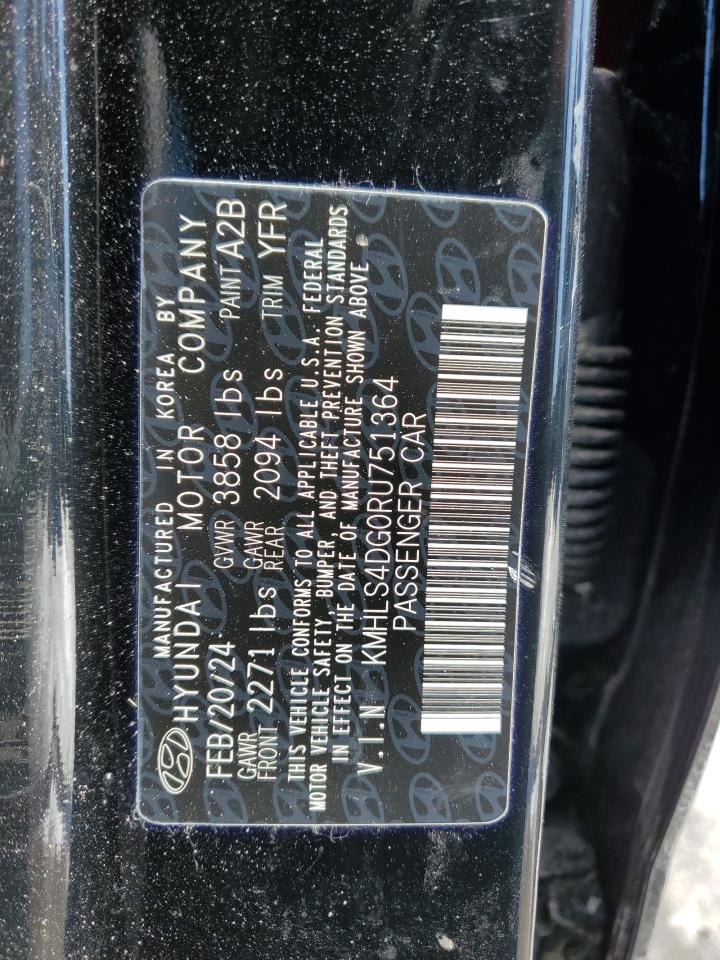 MANUFACTURED IN KOREA BY
HYUNDAI MOTOR COMPANY
FEB/20/24 GVWR 3858 lbs PAINT A2B
GAWR FRONT 2271 lbs GAWR REAR 2094 lbs TRIM YFR
THIS VEHICLE CONFORMS TO ALL APPLICABLE U.S.A. FEDERAL
MOTOR VEHICLE SAFETY, BUMPER, AND THEFT PREVENTION STANDARDS
IN EFFECT ON THE DATE OF MANUFACTURE SHOWN ABOVE.
V.I.N : KMHLS4DG0RU751364
PASSENGER CAR